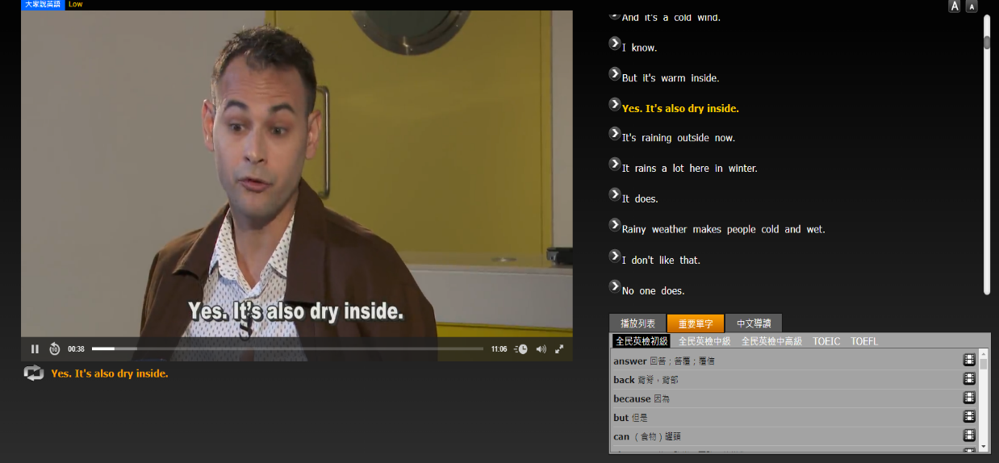 大家說英語 Low
A A
And it's a cold wind.
I know.
But it's warm inside.
Yes. It's also dry inside.
It's raining outside now.
It rains a lot here in winter.
It does.
Rainy weather makes people cold and wet.
I don't like that.
No one does.
Yes. It's also dry inside.
10 00:38 11:06
Yes. It's also dry inside.
播放列表 重要單字 中文導讀
全民英檢初級 全民英檢中級 全民英檢中高級 TOEIC TOEFL
answer 回答；答覆；覆信
back 背脊，背部
because 因為
but 但是
can （食物）罐頭